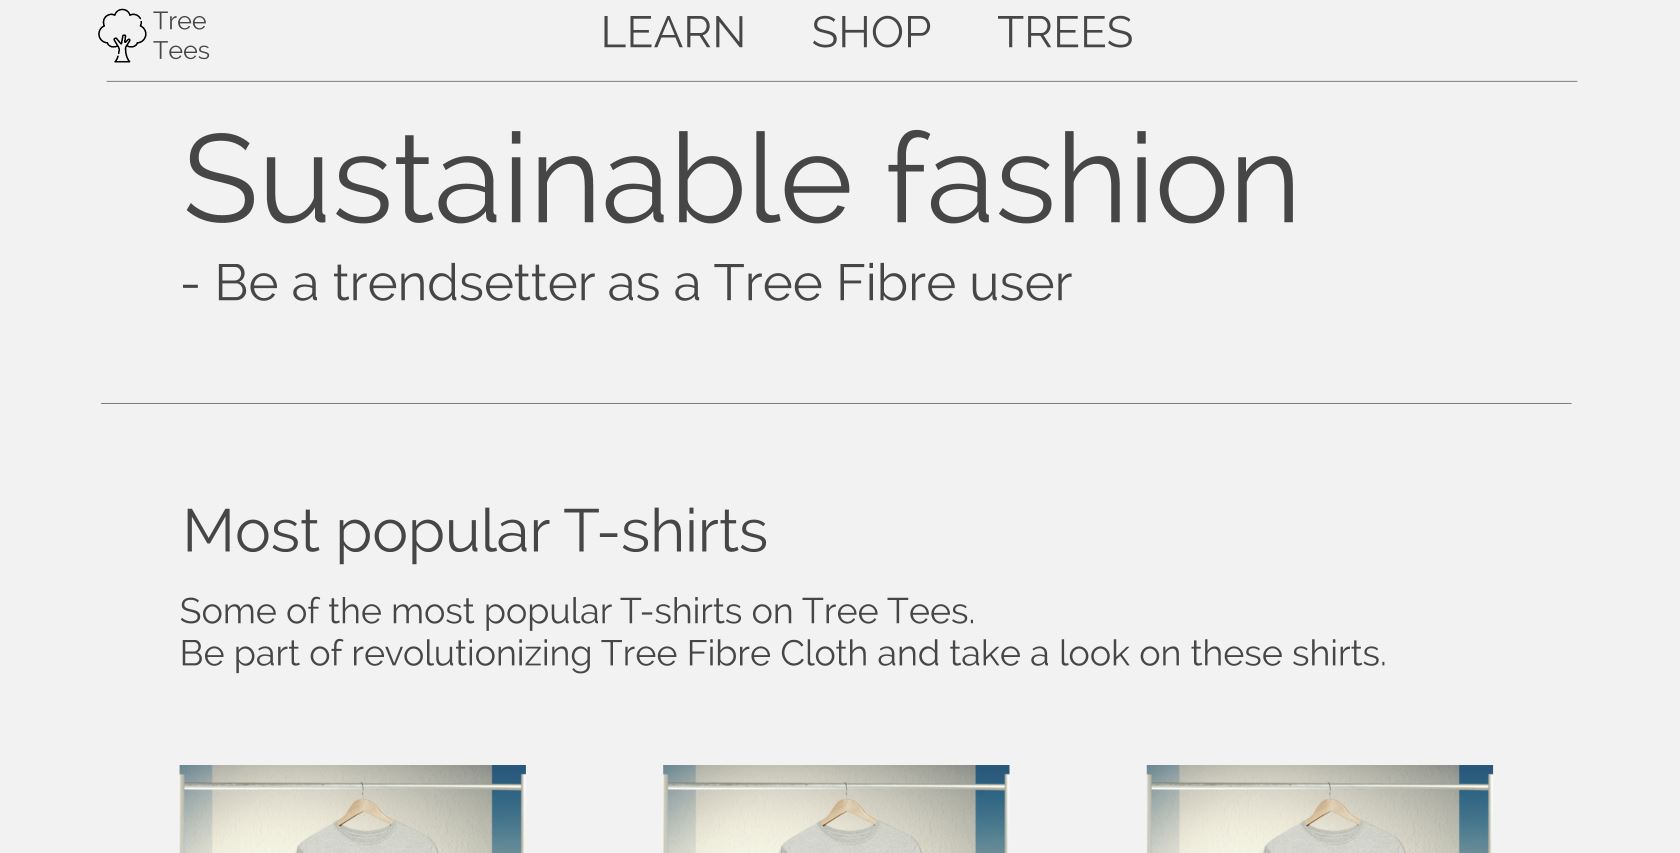 Tree
Tees
LEARN SHOP TREES
Sustainable fashion
- Be a trendsetter as a Tree Fibre user
Most popular T-shirts
Some of the most popular T-shirts on Tree Tees.
Be part of revolutionizing Tree Fibre Cloth and take a look on these shirts.